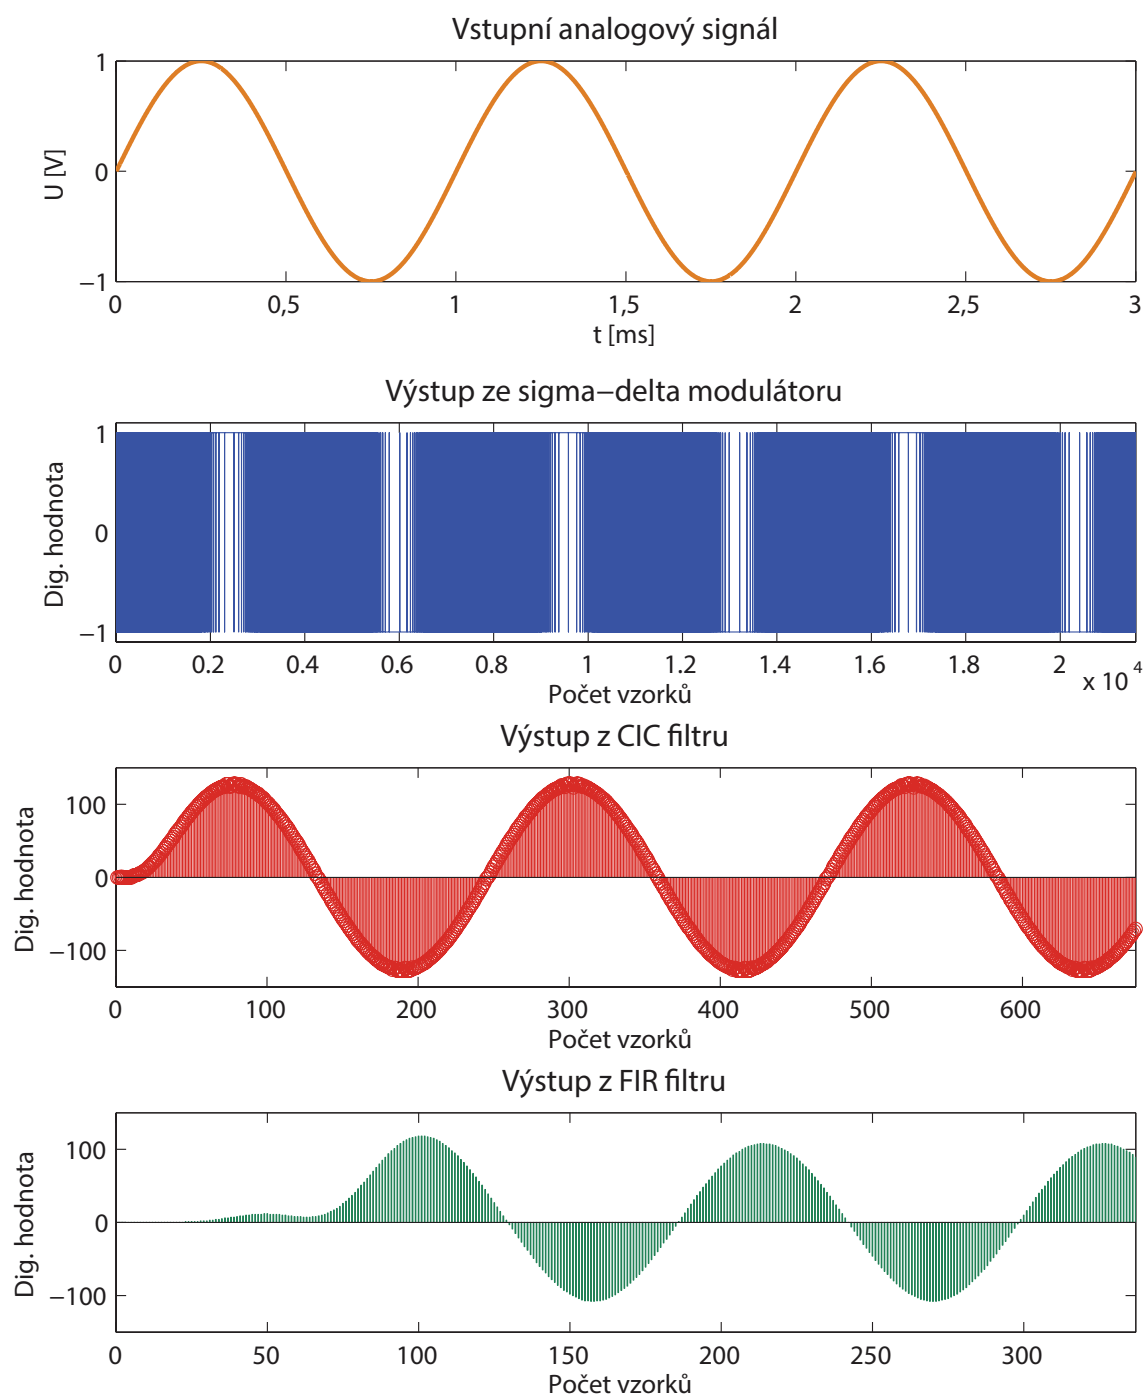 Vstupní analogový signál
1
0
−1
U [V]
0 0,5 1 1,5 2 2,5 3
t [ms]
Výstup ze sigma−delta modulátoru
1
0
−1
Dig. hodnota
0 0.2 0.4 0.6 0.8 1 1.2 1.4 1.6 1.8 2
x 10 4
Počet vzorků
Výstup z CIC filtru
100
0
−100
Dig. hodnota
0 100 200 300 400 500 600
Počet vzorků
Výstup z FIR filtru
100
0
−100
Dig. hodnota
0 50 100 150 200 250 300
Počet vzorků